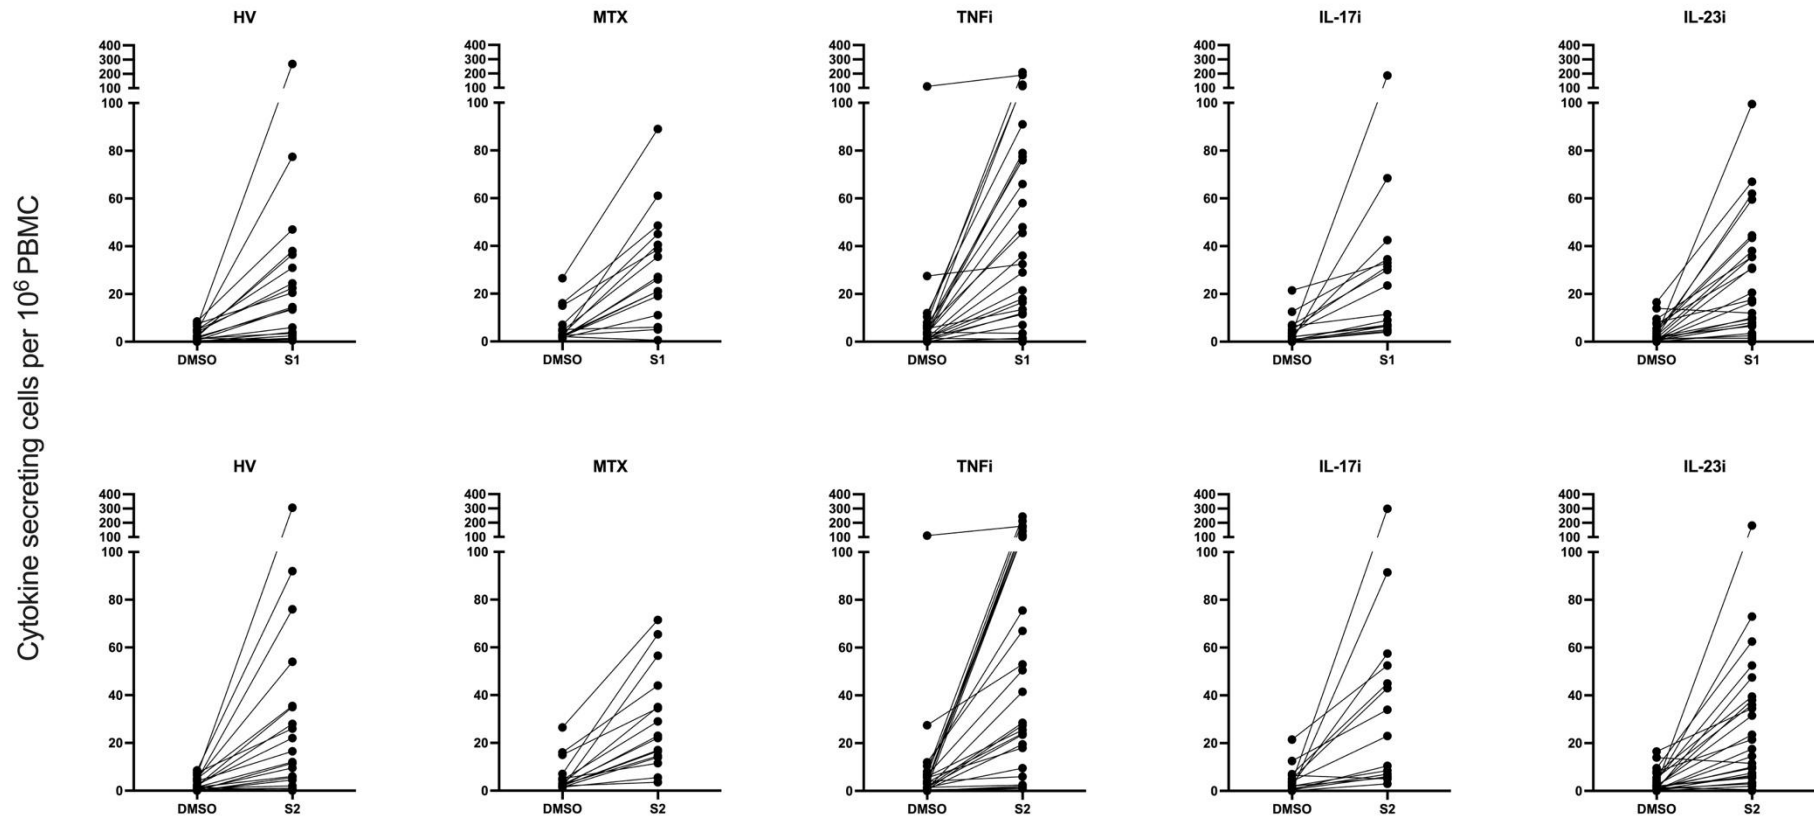 HV MTX TNFi IL-17i IL-23i
400 400 400 400 400
300 300 300 300 300
200 200 200 200 200
100 100 100 100 100
100 100 100 100 100
80 80 80 80 80
60 60 60 60 60
40 40 40 40 40
20 20 20 20 20
0 0 0 0 0
DMSO S1 DMSO S1 DMSO S1 DMSO S1 DMSO S1
Cytokine secreting cells per 10⁶ PBMC
HV MTX TNFi IL-17i IL-23i
400 400 400 400 400
300 300 300 300 300
200 200 200 200 200
100 100 100 100 100
100 100 100 100 100
80 80 80 80 80
60 60 60 60 60
40 40 40 40 40
20 20 20 20 20
0 0 0 0 0
DMSO S2 DMSO S2 DMSO S2 DMSO S2 DMSO S2